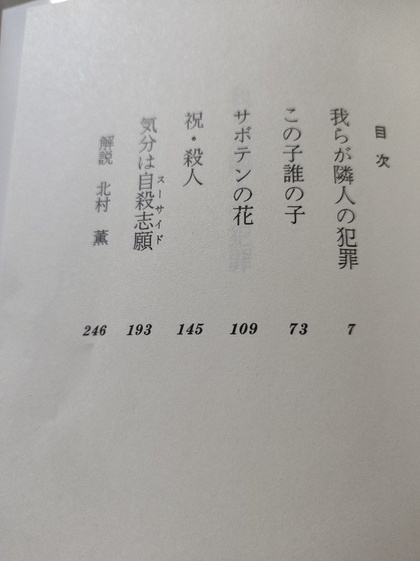 目次
我らが隣人の犯罪 7
この子誰の子 73
サボテンの花 109
祝・殺人 145
気分は自殺志願 193
スーサイド
解説 北村 薫 246